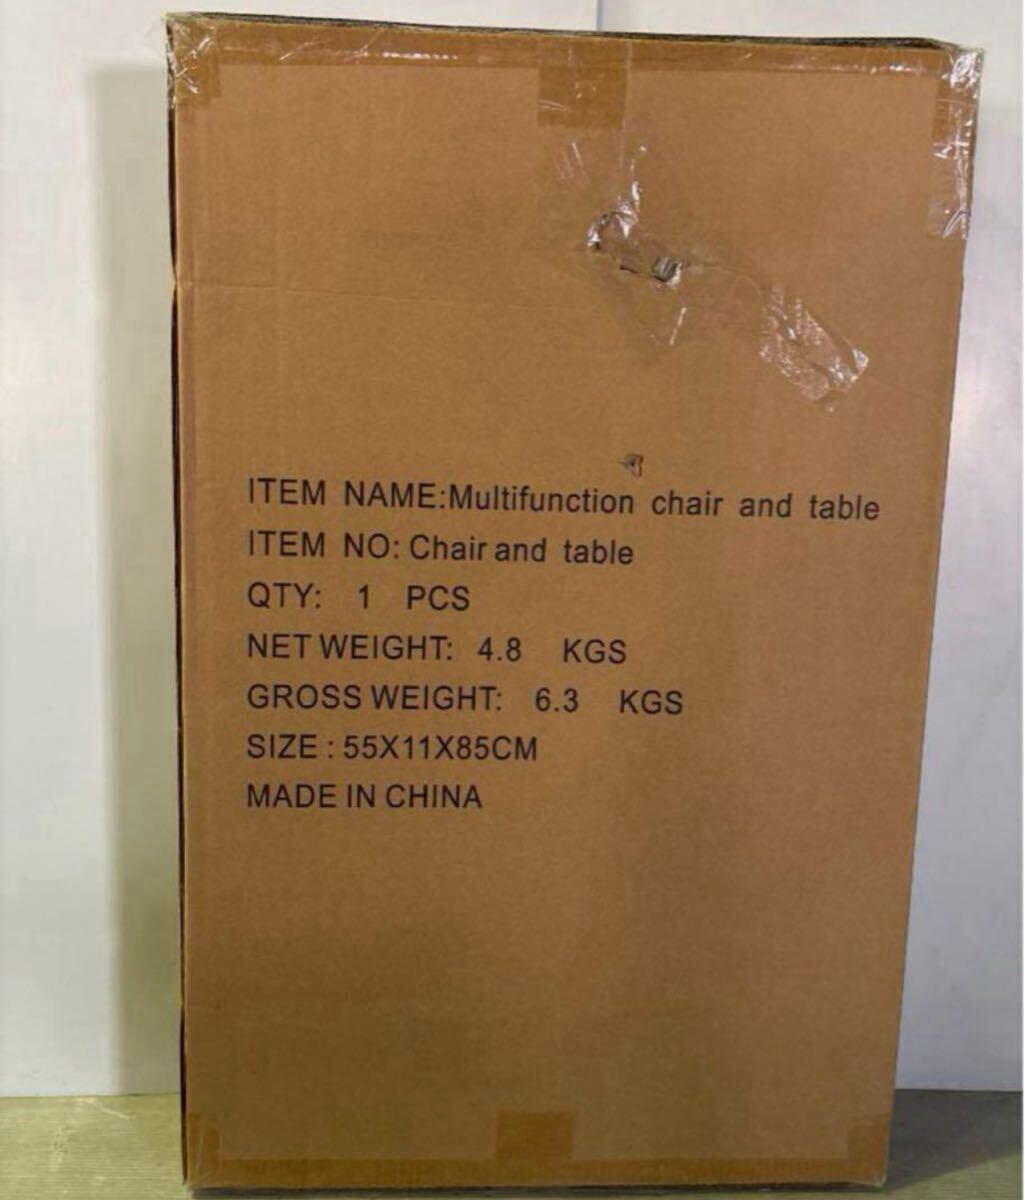 ITEM NAME:Multifunction chair and table
ITEM NO: Chair and table
QTY: 1 PCS
NET WEIGHT: 4.8 KGS
GROSS WEIGHT: 6.3 KGS
SIZE : 55X11X85CM
MADE IN CHINA